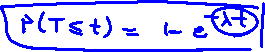 P(T ≤ t) = 1 - e^{-λt}